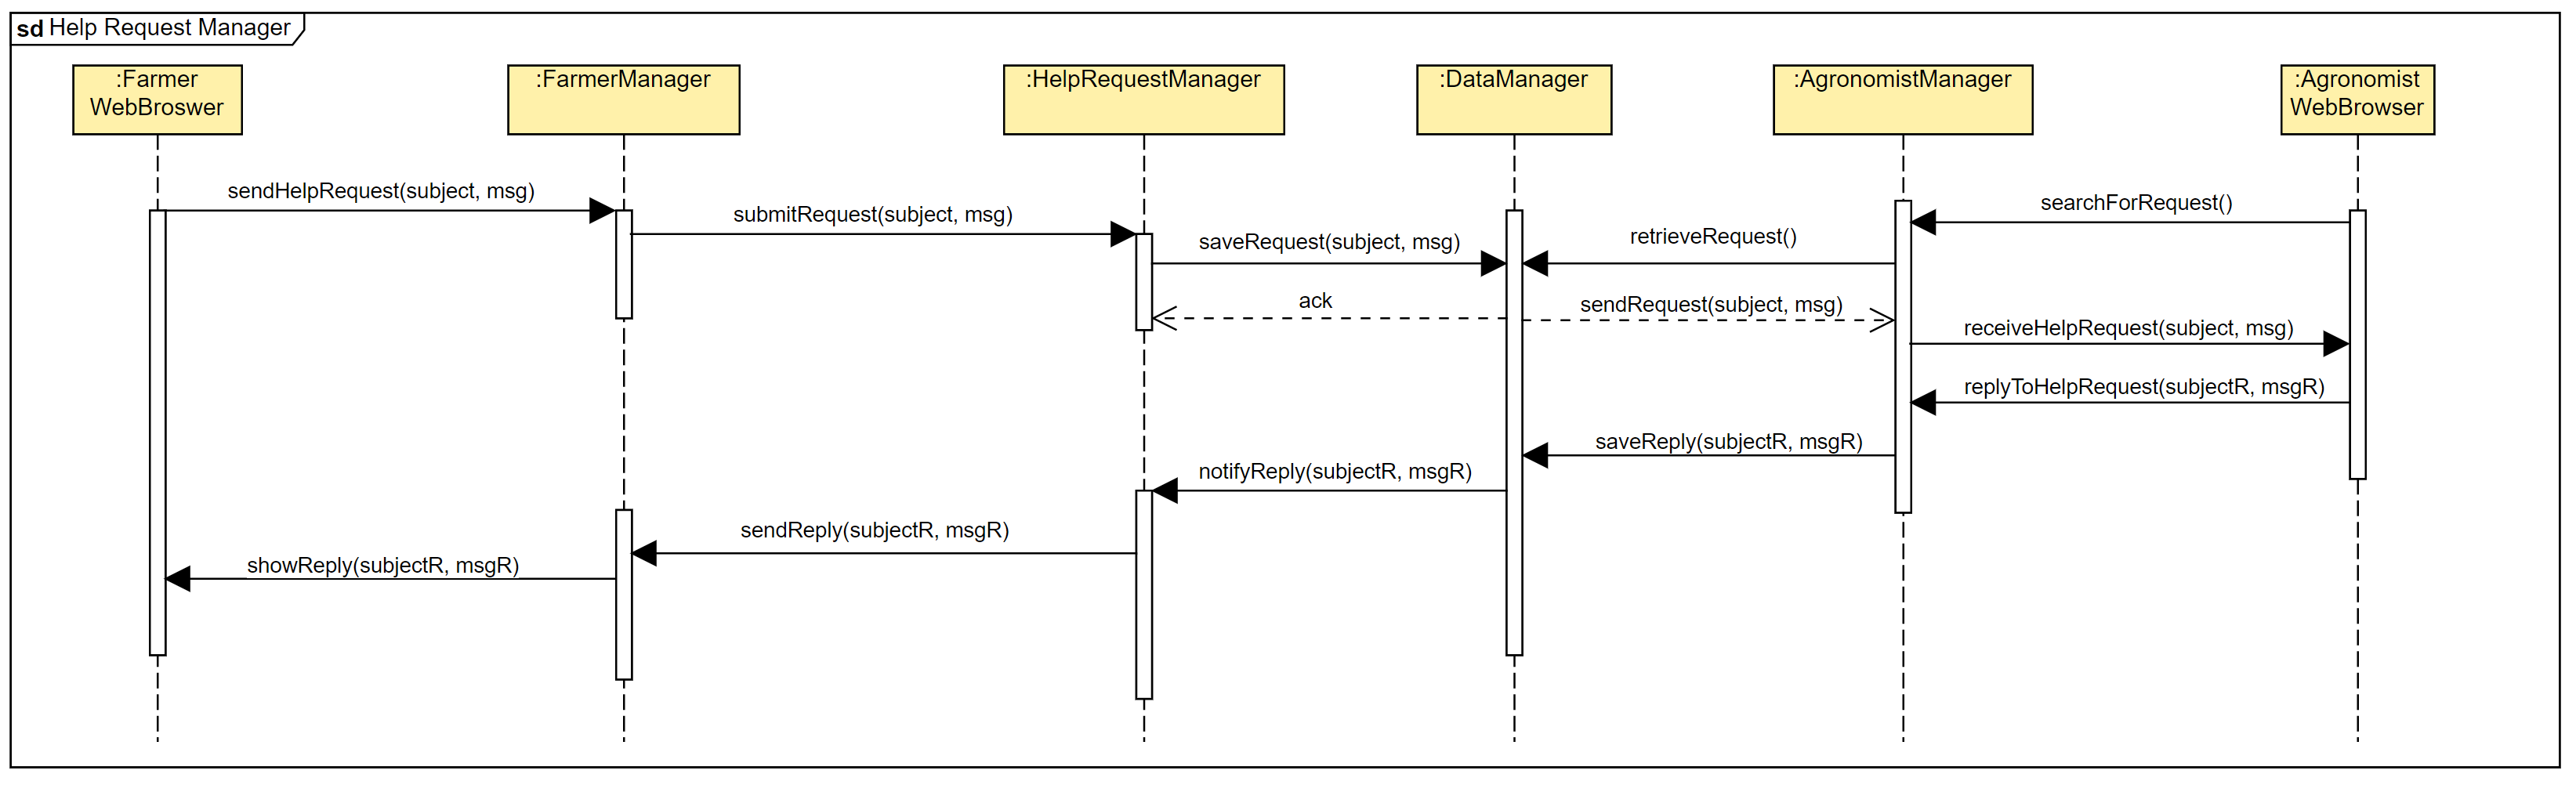 sd Help Request Manager
:Farmer
WebBroswer
:FarmerManager
:HelpRequestManager
:DataManager
:AgronomistManager
:Agronomist
WebBrowser
sendHelpRequest(subject, msg)
searchForRequest()
submitRequest(subject, msg)
retrieveRequest()
saveRequest(subject, msg)
ack
sendRequest(subject, msg)
receiveHelpRequest(subject, msg)
replyToHelpRequest(subjectR, msgR)
saveReply(subjectR, msgR)
notifyReply(subjectR, msgR)
sendReply(subjectR, msgR)
showReply(subjectR, msgR)